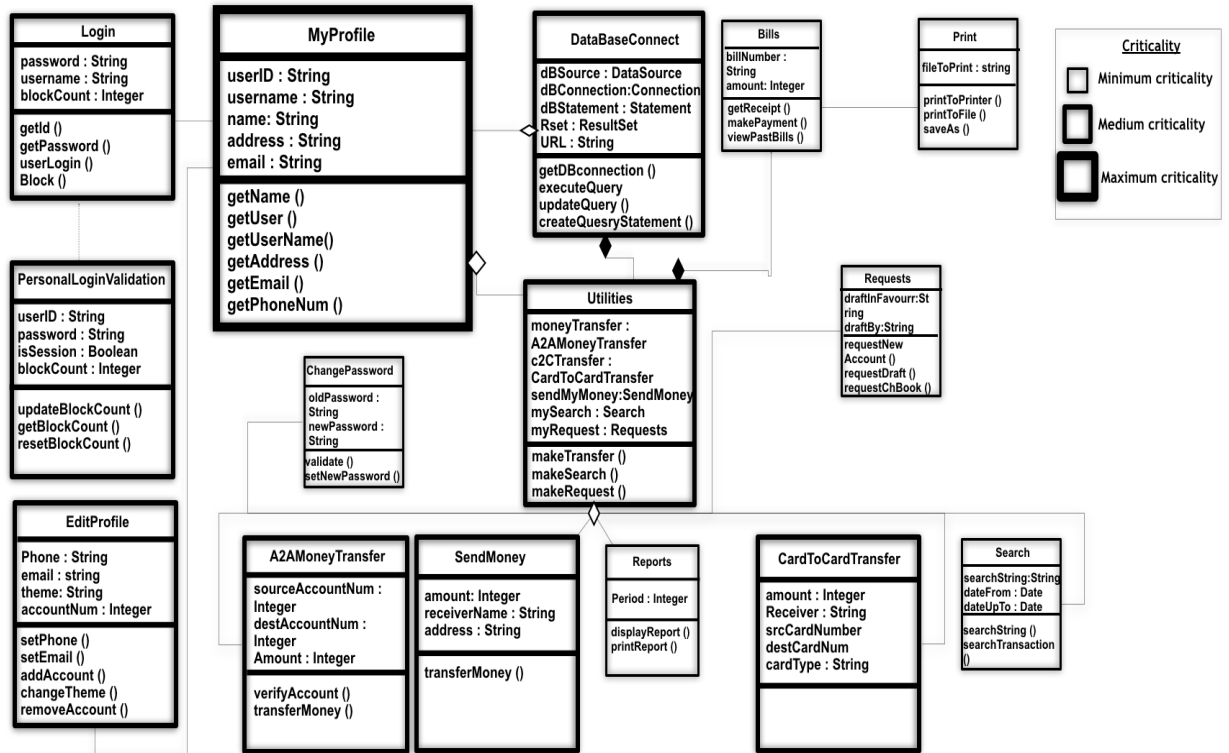 Login
password : String
username : String
blockCount : Integer
getId ()
getPassword ()
userLogin ()
Block ()
MyProfile
userID : String
username : String
name: String
address : String
email : String
getName ()
getUser ()
getUserName()
getAddress ()
getEmail ()
getPhoneNum ()
DataBaseConnect
dBSource : DataSource
dBConnection:Connection
dBStatement : Statement
Rset : ResultSet
URL : String
getDBconnection ()
executeQuery
updateQuery ()
createQuesryStatement ()
Bills
billNumber :
String
amount: Integer
getReceipt ()
makePayment ()
viewPastBills ()
Print
fileToPrint : string
printToPrinter ()
printToFile ()
saveAs ()
Criticality
Minimum criticality
Medium criticality
Maximum criticality
PersonalLoginValidation
userID : String
password : String
isSession : Boolean
blockCount : Integer
updateBlockCount ()
getBlockCount ()
resetBlockCount ()
ChangePassword
oldPassword :
String
newPassword :
String
validate ()
setNewPassword ()
Utilities
moneyTransfer :
A2AMoneyTransfer
c2CTransfer :
CardToCardTransfer
sendMyMoney:SendMoney
mySearch : Search
myRequest : Requests
makeTransfer ()
makeSearch ()
makeRequest ()
Requests
draftInFavourr:St
ring
draftBy:String
requestNew
Account ()
requestDraft ()
requestChBook ()
EditProfile
Phone : String
email : string
theme: String
accountNum : Integer
setPhone ()
setEmail ()
addAccount ()
changeTheme ()
removeAccount ()
A2AMoneyTransfer
sourceAccountNum :
Integer
destAccountNum :
Integer
Amount : Integer
verifyAccount ()
transferMoney ()
SendMoney
amount: Integer
receiverName : String
address : String
transferMoney ()
Reports
Period : Integer
displayReport ()
printReport ()
CardToCardTransfer
amount : Integer
Receiver : String
srcCardNumber
destCardNum
cardType : String
Search
searchString:String
dateFrom : Date
dateUpTo : Date
searchString ()
searchTransaction
()